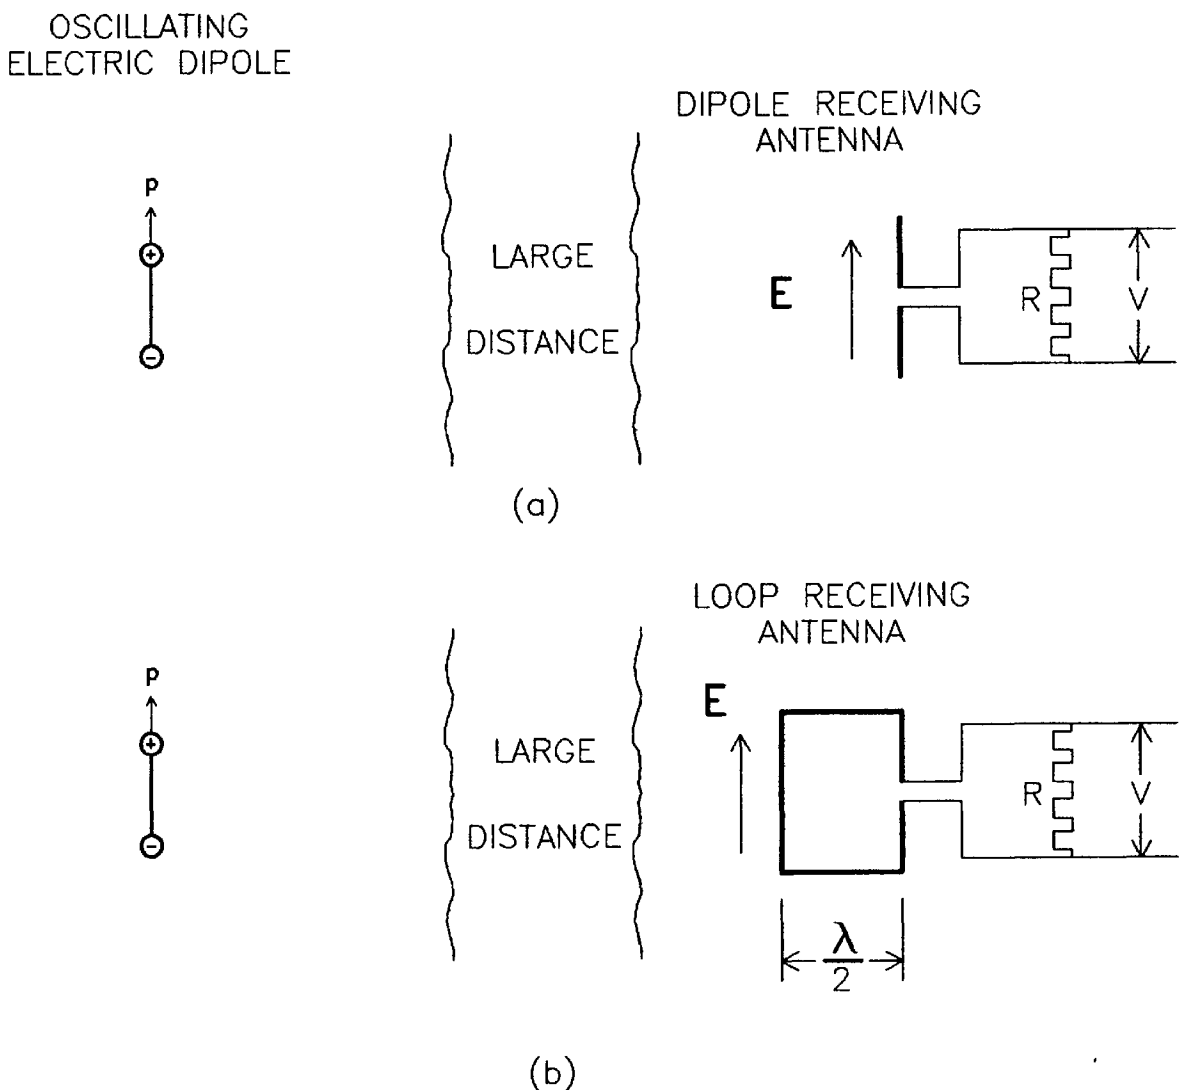 OSCILLATING
ELECTRIC DIPOLE
DIPOLE RECEIVING
ANTENNA
p
+
−
LARGE
DISTANCE
E
R
V
(a)
LOOP RECEIVING
ANTENNA
p
+
−
LARGE
DISTANCE
E
R
V
λ
2
(b)